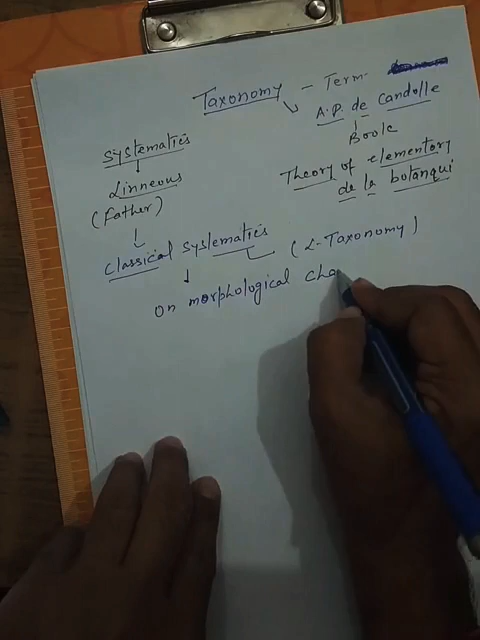 Taxonomy - Term
A.P. de Candolle
Book
Theory of elementory
de la botanqui
Systematics
Linneous
(Father)
Classical Systematics (α-Taxonomy)
on morphological cha